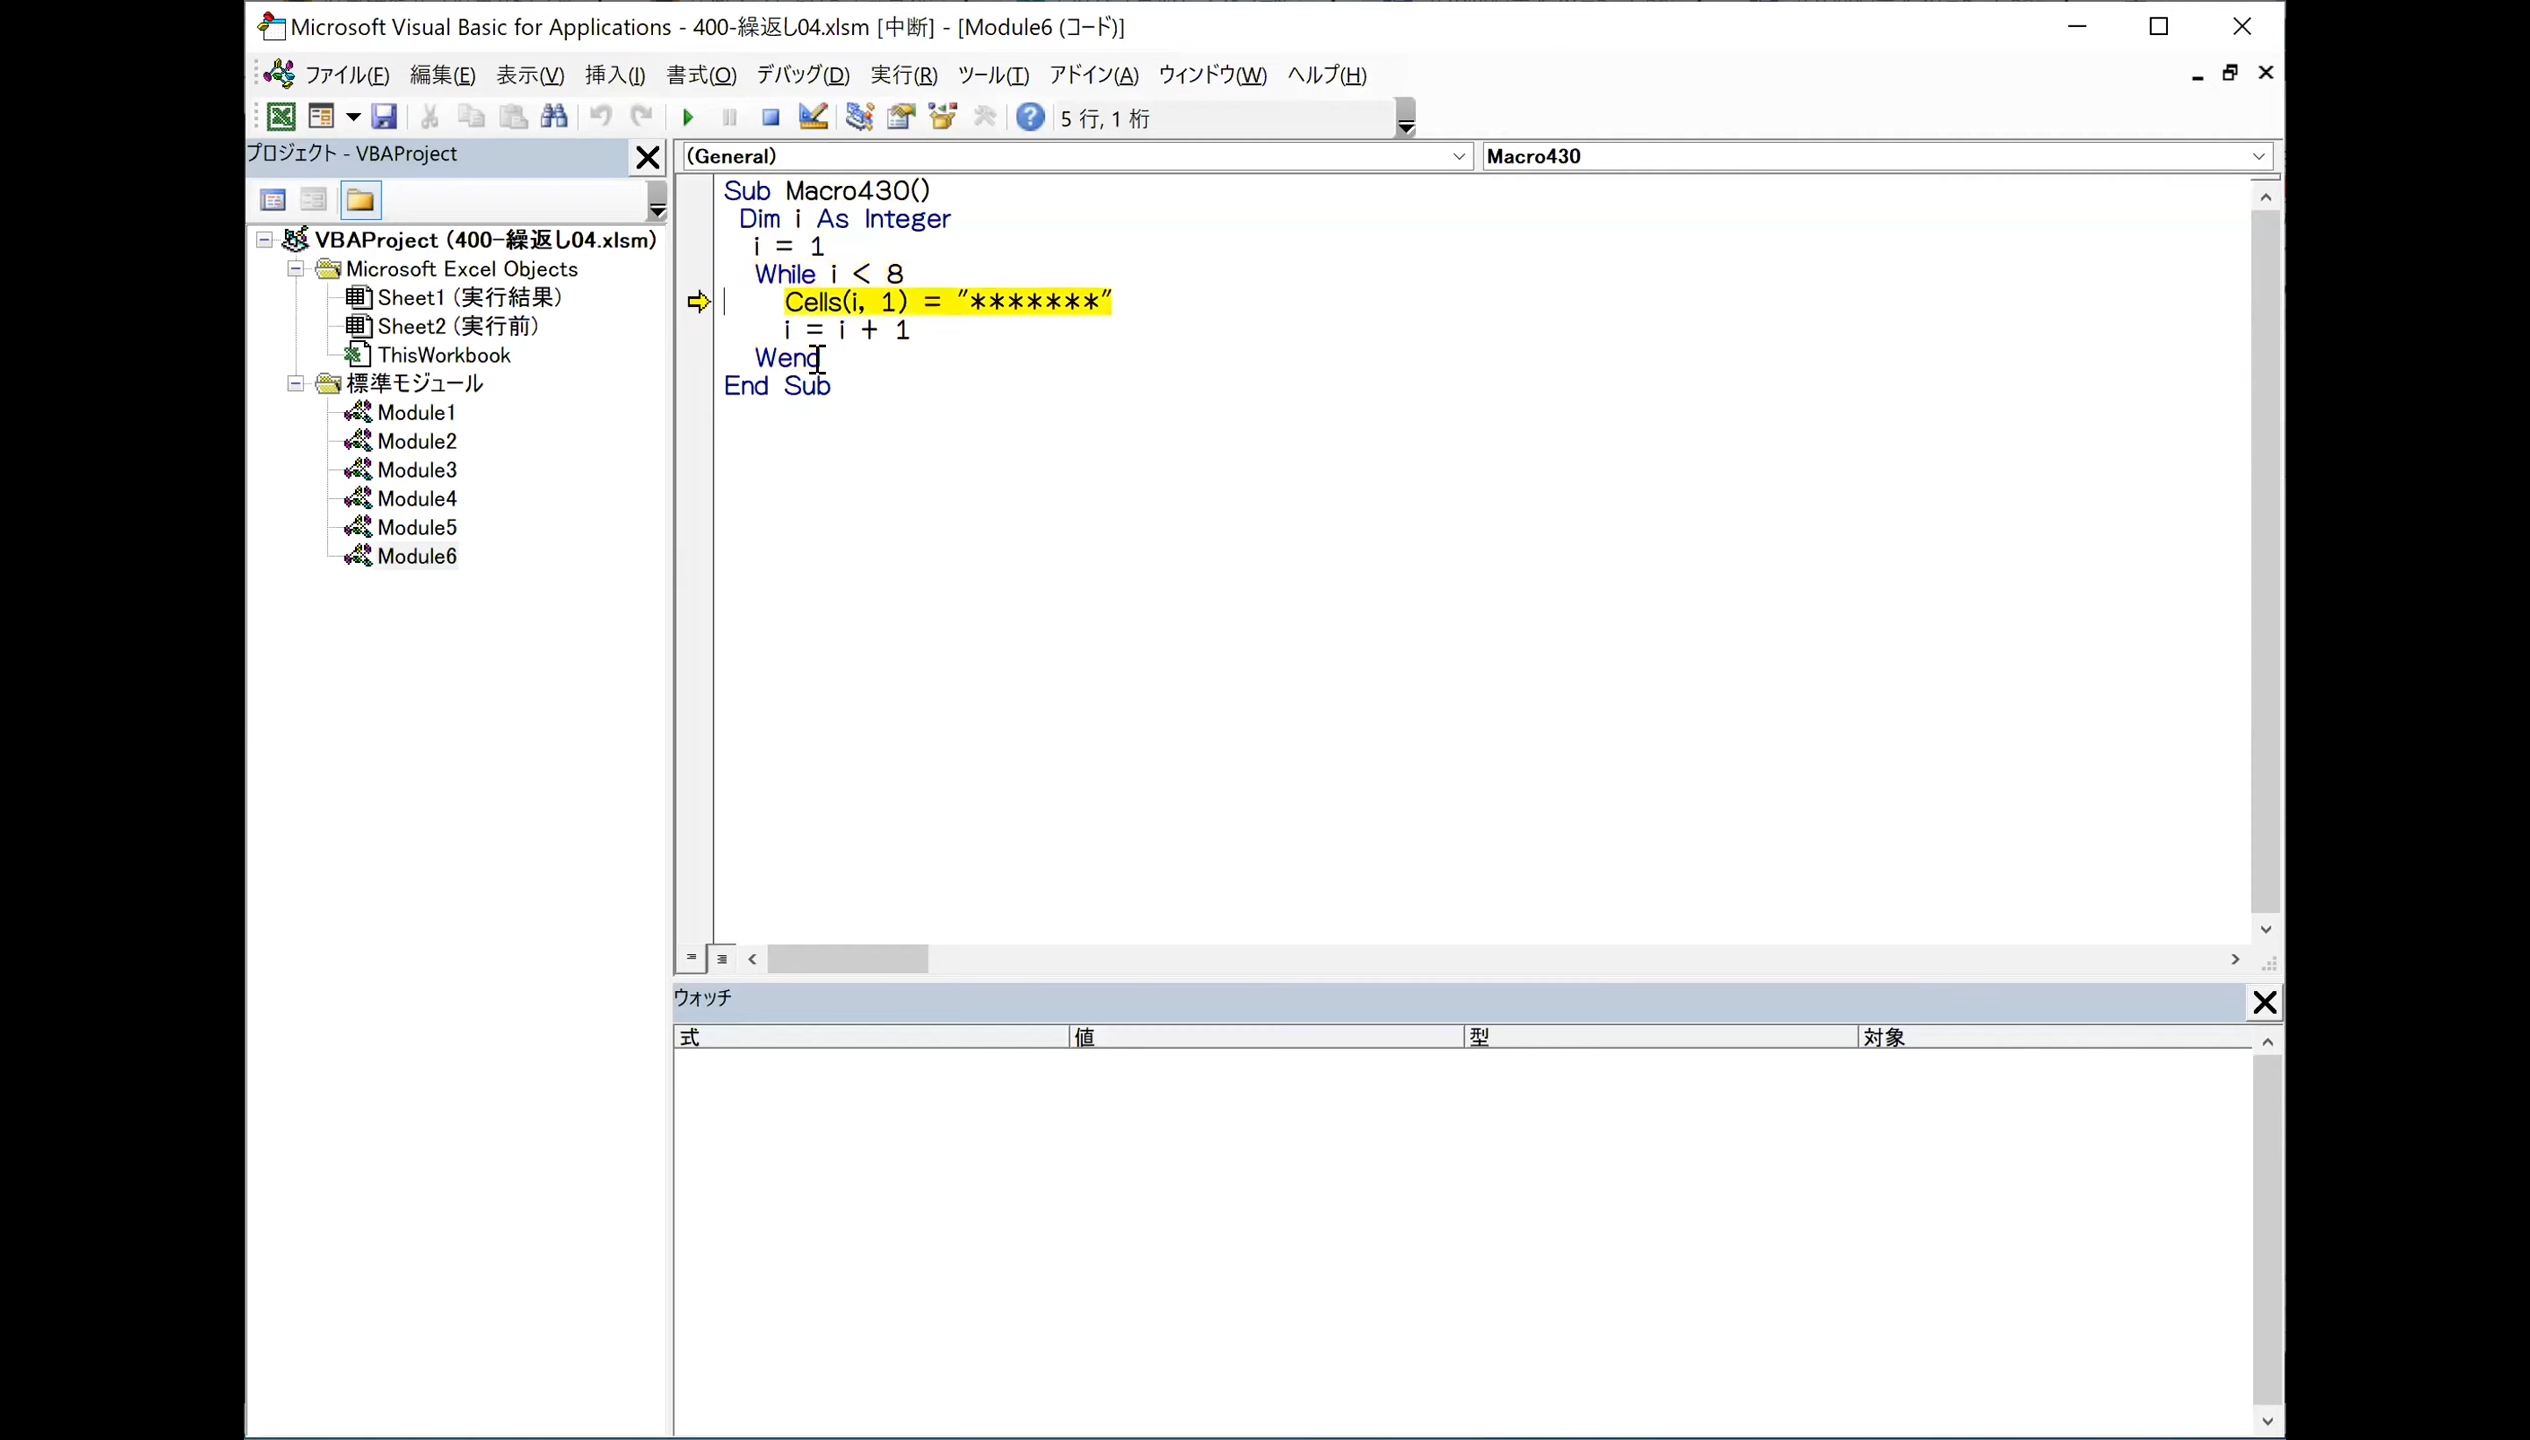 Microsoft Visual Basic for Applications - 400-繰返し04.xlsm [中断] - [Module6 (コード)]
ファイル(F) 編集(E) 表示(V) 挿入(I) 書式(O) デバッグ(D) 実行(R) ツール(T) アドイン(A) ウィンドウ(W) ヘルプ(H)
5 行, 1 桁
プロジェクト - VBAProject
(General)
Macro430
VBAProject (400-繰返し04.xlsm)
Microsoft Excel Objects
Sheet1 (実行結果)
Sheet2 (実行前)
ThisWorkbook
標準モジュール
Module1
Module2
Module3
Module4
Module5
Module6
Sub Macro430()
Dim i As Integer
i = 1
While i < 8
Cells(i, 1) = "*******"
i = i + 1
Wend
End Sub
ウォッチ
式 値 型 対象